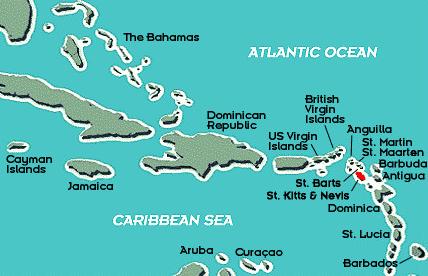 The Bahamas
ATLANTIC OCEAN
British
Virgin
Islands
Dominican
Republic
US Virgin
Islands
Anguilla
St. Martin
St. Maarten
Barbuda
Antigua
Cayman
Islands
Jamaica
St. Barts
St. Kitts & Nevis
Dominica
CARIBBEAN SEA
St. Lucia
Aruba
Curaçao
Barbados